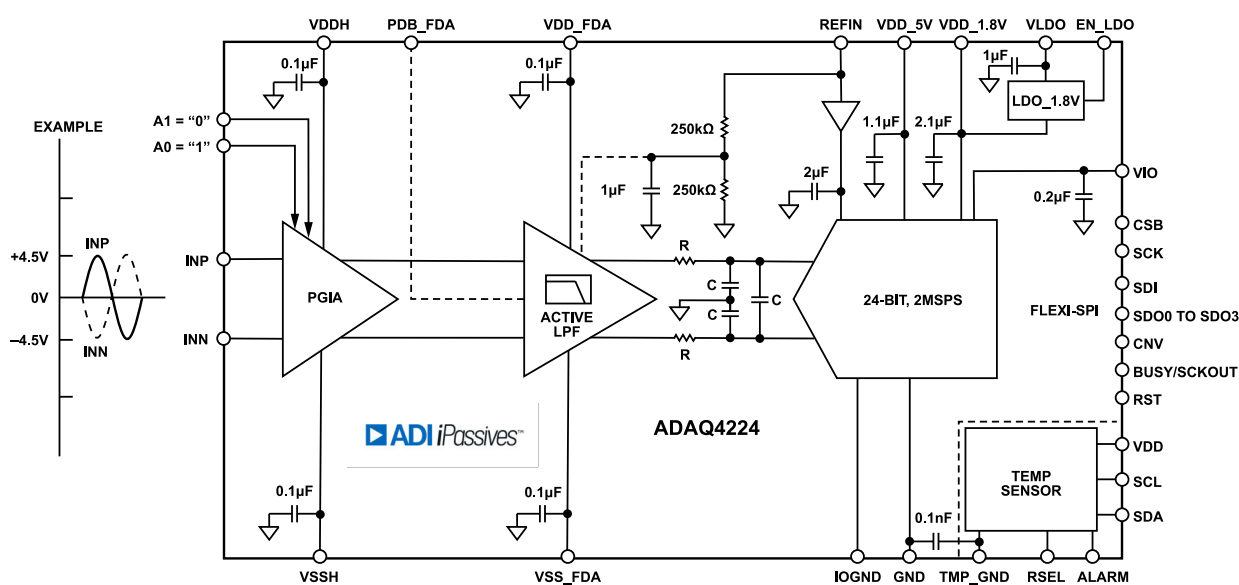 VDDH PDB_FDA VDD_FDA REFIN VDD_5V VDD_1.8V VLDO EN_LDO
0.1µF 0.1µF 1µF
LDO_1.8V
EXAMPLE
A1 = “0”
A0 = “1”
250kΩ
1.1µF 2.1µF
1µF 250kΩ 2µF
VIO
0.2µF
CSB
+4.5V INP
INP
R
SCK
0V
PGIA
ACTIVE
LPF
C
C
C
24-BIT, 2MSPS
SDI
FLEXI-SPI
SDO0 TO SDO3
–4.5V INN
INN
R
CNV
BUSY/SCKOUT
RST
ADI iPassives™
ADAQ4224
VDD
TEMP
SENSOR
SCL
SDA
0.1µF 0.1µF 0.1nF
VSSH VSS_FDA IOGND GND TMP_GND RSEL ALARM